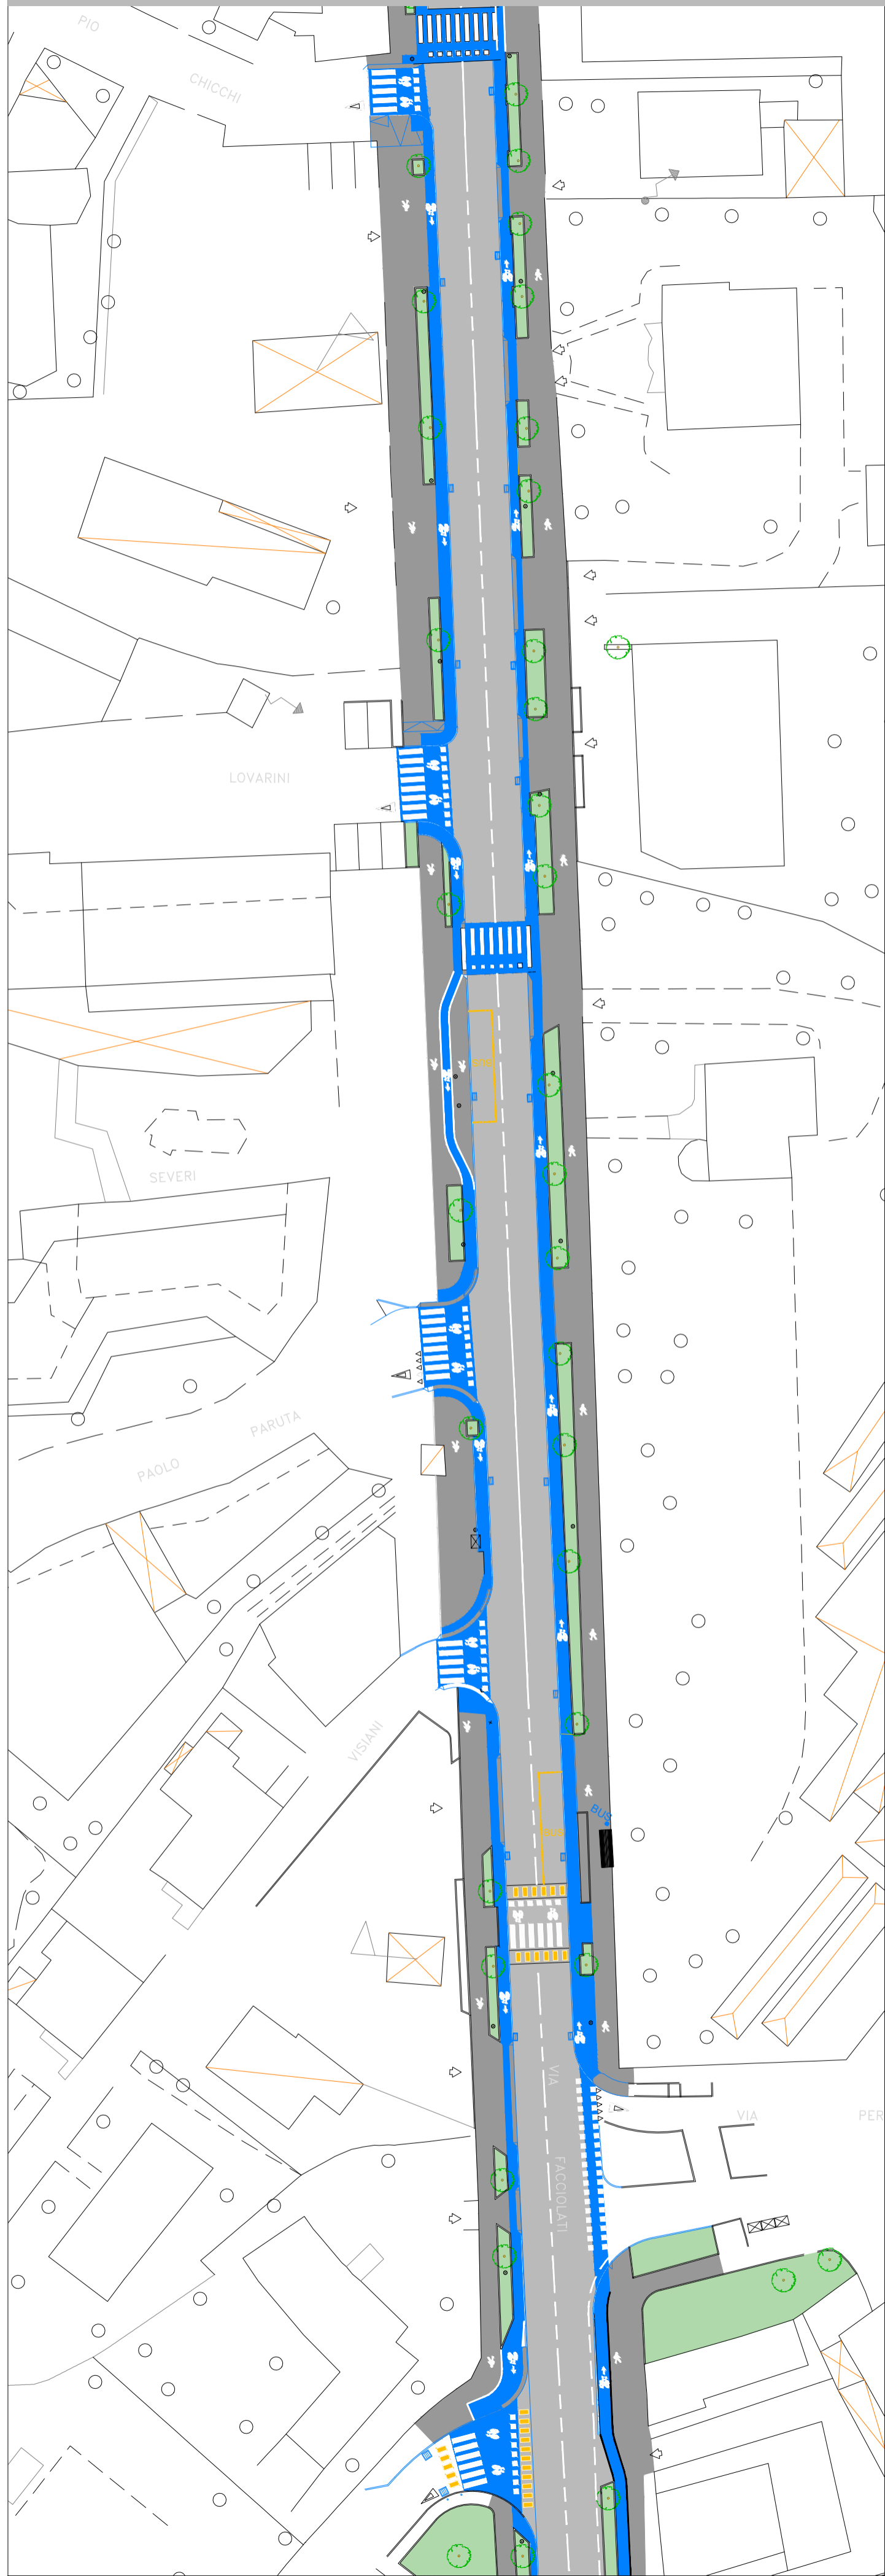 PIO
CHICCHI
LOVARINI
SEVERI
PARUTA
PAOLO
VISIANI
BUS
VIA
VIA
PER
FACCIOLATI